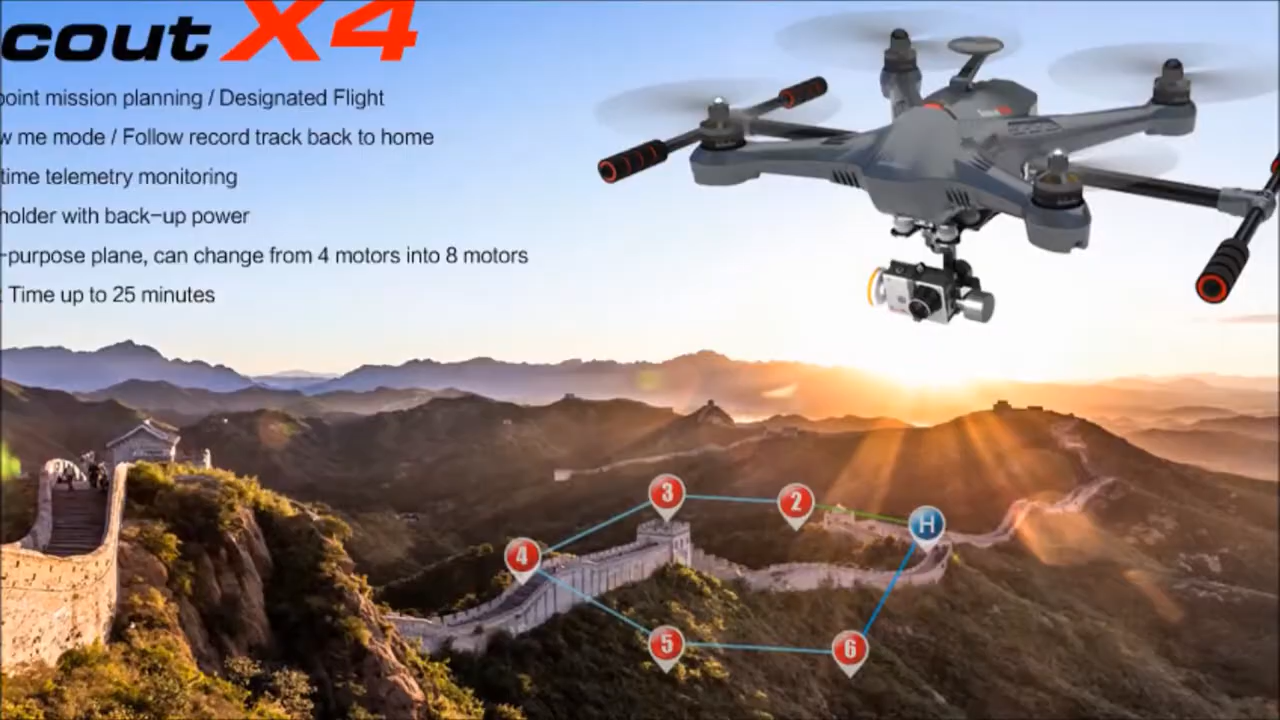 cout X4
point mission planning / Designated Flight
w me mode / Follow record track back to home
time telemetry monitoring
holder with back-up power
-purpose plane, can change from 4 motors into 8 motors
Time up to 25 minutes
3
2
H
4
5
6